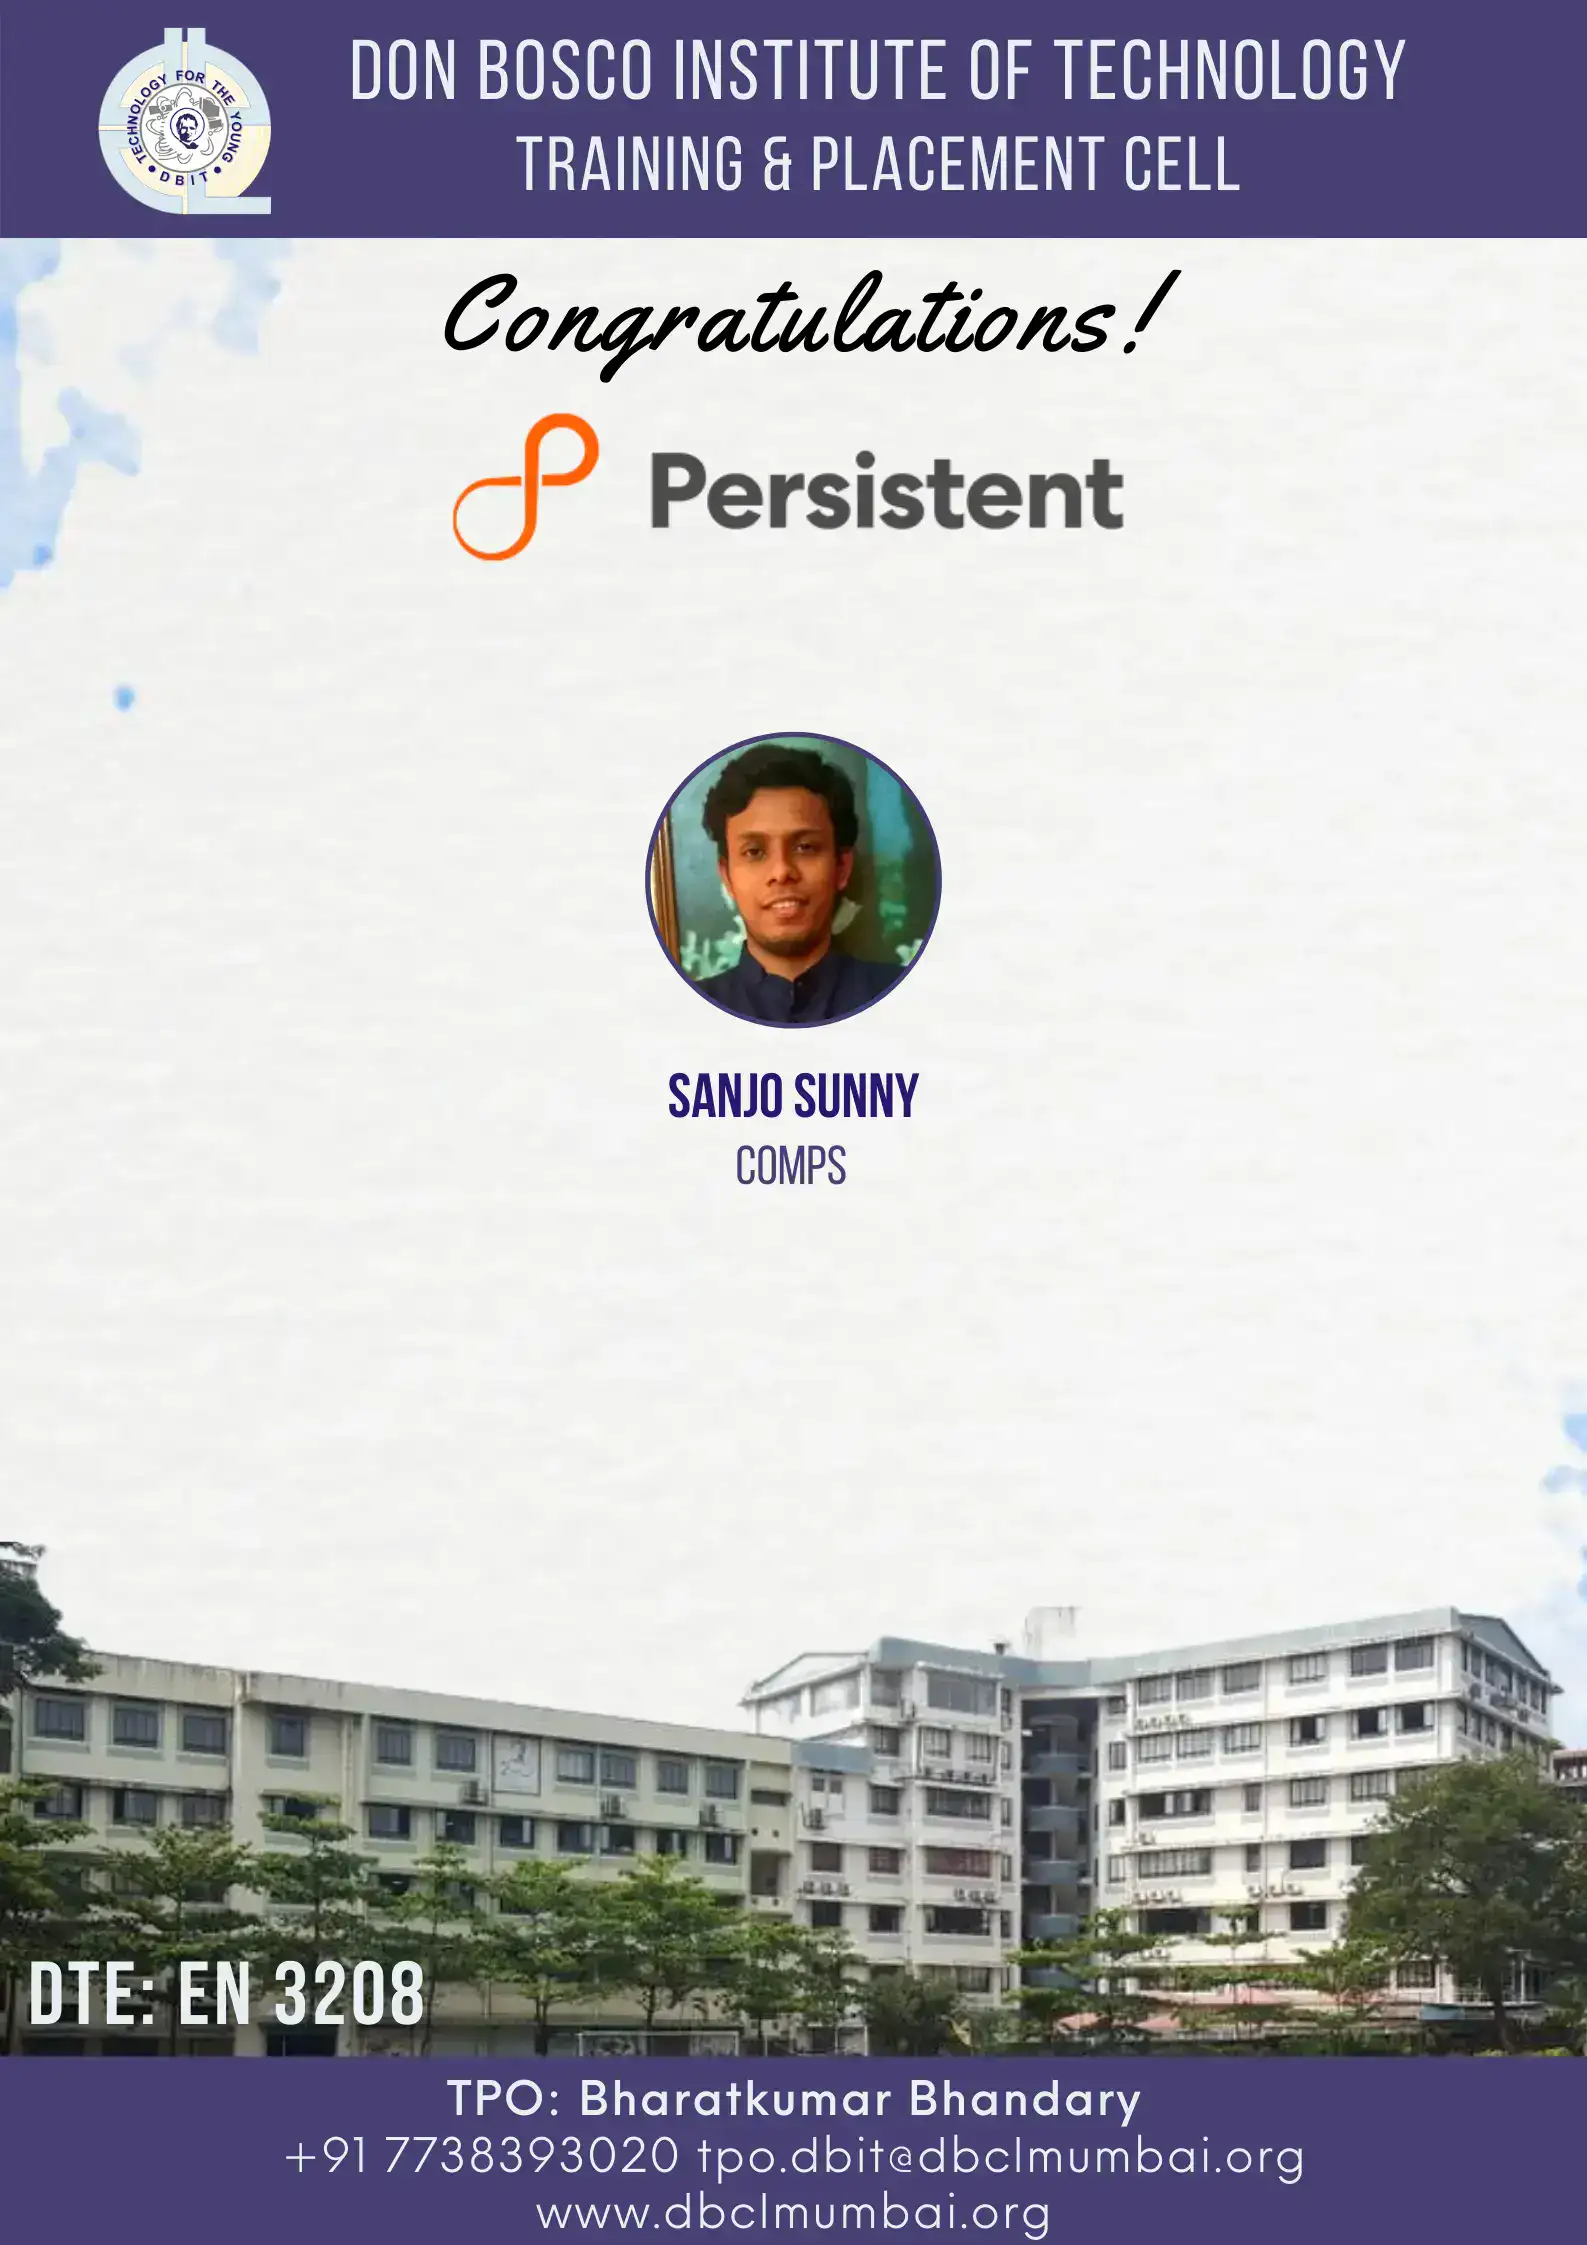 DON BOSCO INSTITUTE OF TECHNOLOGY
TRAINING & PLACEMENT CELL
TECHNOLOGY FOR THE YOUNG
DBIT
Congratulations!
Persistent
SANJO SUNNY
COMPS
DTE: EN 3208
TPO: Bharatkumar Bhandary
+91 7738393020 tpo.dbit@dbclmumbai.org
www.dbclmumbai.org